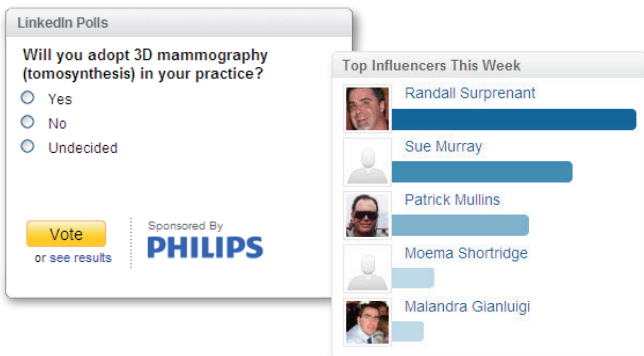 LinkedIn Polls
Will you adopt 3D mammography
(tomosynthesis) in your practice?
Yes
No
Undecided
Vote
or see results
Sponsored By
PHILIPS
Top Influencers This Week
Randall Surprenant
Sue Murray
Patrick Mullins
Moema Shortridge
Malandra Gianluigi